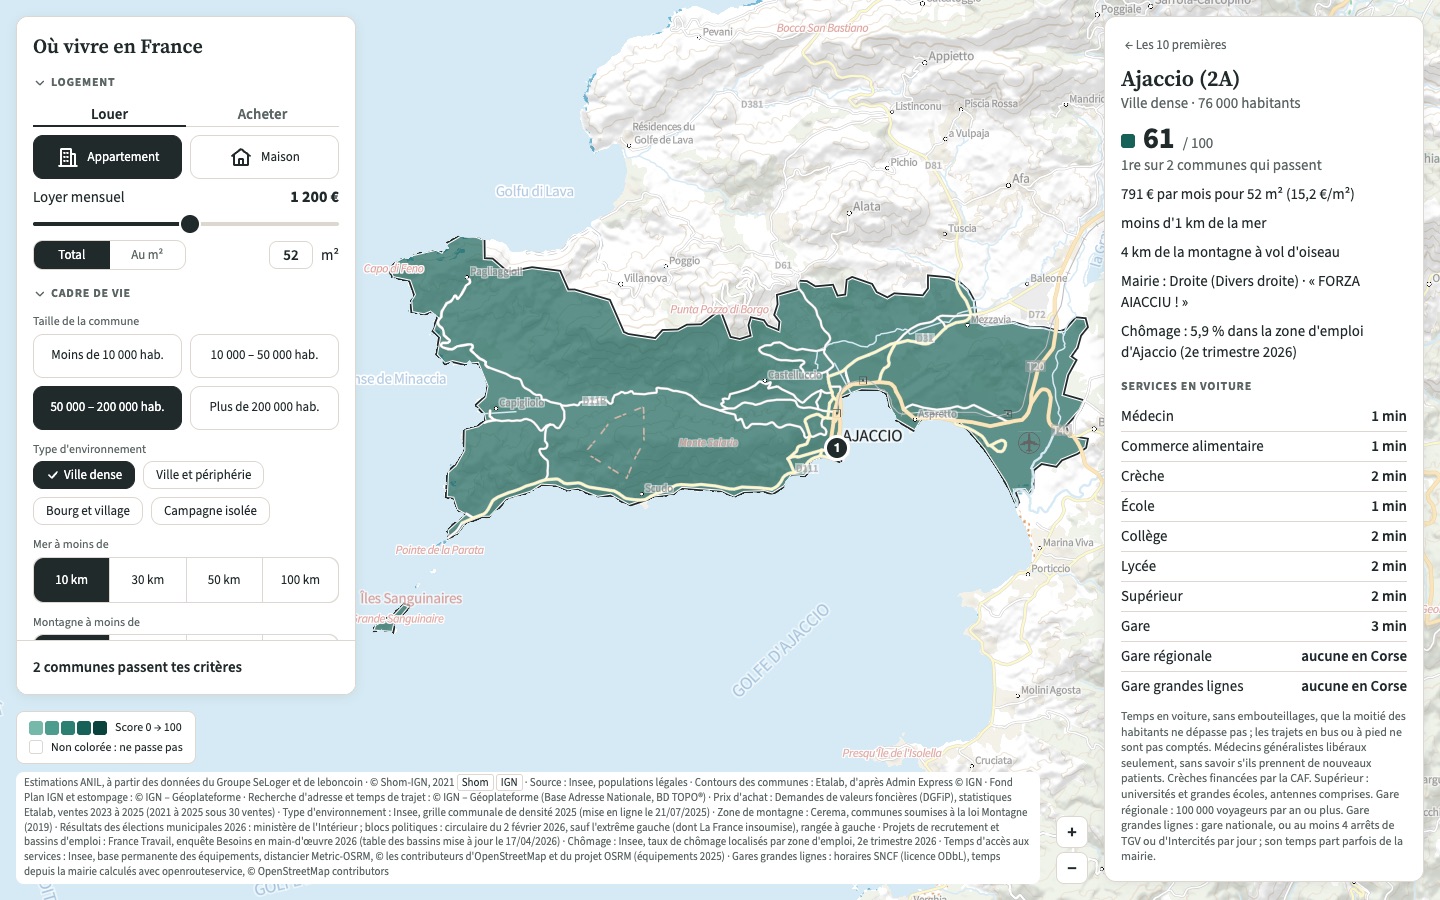 Où vivre en France
LOGEMENT
Louer
Acheter
Appartement
Maison
Loyer mensuel
1 200 €
Total
Au m²
52
m²
CADRE DE VIE
Taille de la commune
Moins de 10 000 hab.
10 000 – 50 000 hab.
50 000 – 200 000 hab.
Plus de 200 000 hab.
Type d'environnement
Ville dense
Ville et périphérie
Bourg et village
Campagne isolée
Mer à moins de
10 km
30 km
50 km
100 km
Montagne à moins de
2 communes passent tes critères
Score 0 → 100
Non colorée : ne passe pas
Pevani
Bocca San Bastiano
Poggiale
Appietto
D381
Listinconu
Piscia Rossa
Résidences du
Golfe de Lava
a Vulpaja
Pichio
D81
Golfu di Lava
Afa
Alata
Tuscia
Capo di Feno
Pagliaggioli
Villanova
Poggio
D61
Baleone
Punta Pozzo di Borgo
Mezzavia
D72
T20
Castelluccio
Capigliolo
Aspretto
Monte Salario
AJACCIO
1
D111
Scudo
Pointe de la Parata
Îles Sanguinaires
Grande Sanguinaire
GOLFE D'AJACCIO
Marina Viva
Porticcio
Molini Agosta
Presqu'île de l'Isolella
Cruciata
← Les 10 premières
Ajaccio (2A)
Ville dense · 76 000 habitants
61 / 100
1re sur 2 communes qui passent
791 € par mois pour 52 m² (15,2 €/m²)
moins d'1 km de la mer
4 km de la montagne à vol d'oiseau
Mairie : Droite (Divers droite) · « FORZA
AIACCIU ! »
Chômage : 5,9 % dans la zone d'emploi
d'Ajaccio (2e trimestre 2026)
SERVICES EN VOITURE
Médecin 1 min
Commerce alimentaire 1 min
Crèche 2 min
École 1 min
Collège 2 min
Lycée 2 min
Supérieur 2 min
Gare 3 min
Gare régionale aucune en Corse
Gare grandes lignes aucune en Corse
Temps en voiture, sans embouteillages, que la moitié des
habitants ne dépasse pas ; les trajets en bus ou à pied ne
sont pas comptés. Médecins généralistes libéraux
seulement, sans savoir s'ils prennent de nouveaux
patients. Crèches financées par la CAF. Supérieur :
universités et grandes écoles, antennes comprises. Gare
régionale : 100 000 voyageurs par an ou plus. Gare
grandes lignes : gare nationale, ou au moins 4 arrêts de
TGV ou d'Intercités par jour ; son temps part parfois de la
mairie.
Estimations ANIL, à partir des données du Groupe SeLoger et de leboncoin · © Shom-IGN, 2021 Shom IGN · Source : Insee, populations légales · Contours des communes : Etalab, d'après Admin Express © IGN · Fond
Plan IGN et estompage : © IGN – Géoplateforme · Recherche d'adresse et temps de trajet : © IGN – Géoplateforme (Base Adresse Nationale, BD TOPO®) · Prix d'achat : Demandes de valeurs foncières (DGFiP), statistiques
Etalab, ventes 2023 à 2025 (2021 à 2025 sous 30 ventes) · Type d'environnement : Insee, grille communale de densité 2025 (mise en ligne le 21/07/2025) · Zone de montagne : Cerema, communes soumises à la loi Montagne
(2019) · Résultats des élections municipales 2026 : ministère de l'Intérieur ; blocs politiques : circulaire du 2 février 2026, sauf l'extrême gauche (dont La France insoumise), rangée à gauche · Projets de recrutement et
bassins d'emploi : France Travail, enquête Besoins en main-d'œuvre 2026 (table des bassins mise à jour le 17/04/2026) · Chômage : Insee, taux de chômage localisés par zone d'emploi, 2e trimestre 2026 · Temps d'accès aux
services : Insee, base permanente des équipements, distancier Metric-OSRM, © les contributeurs d'OpenStreetMap et du projet OSRM (équipements 2025) · Gares grandes lignes : horaires SNCF (licence ODbL), temps
depuis la mairie calculés avec openrouteservice, © OpenStreetMap contributors
+
−